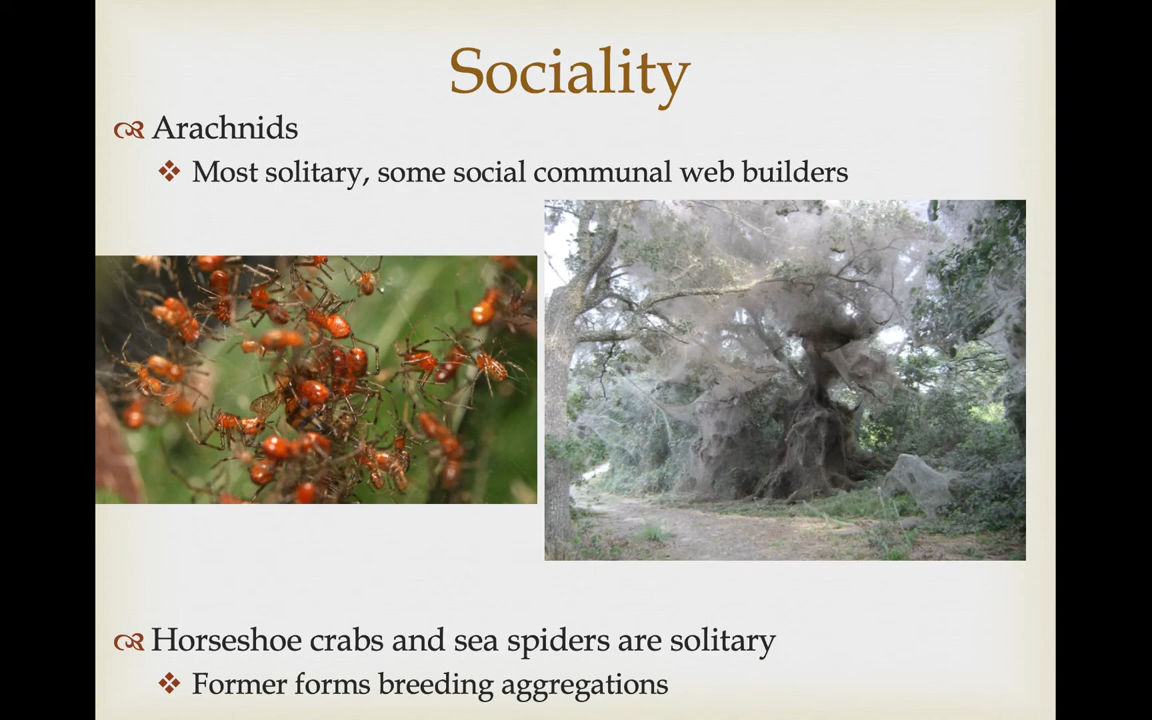 Sociality
Arachnids
Most solitary, some social communal web builders
Horseshoe crabs and sea spiders are solitary
Former forms breeding aggregations